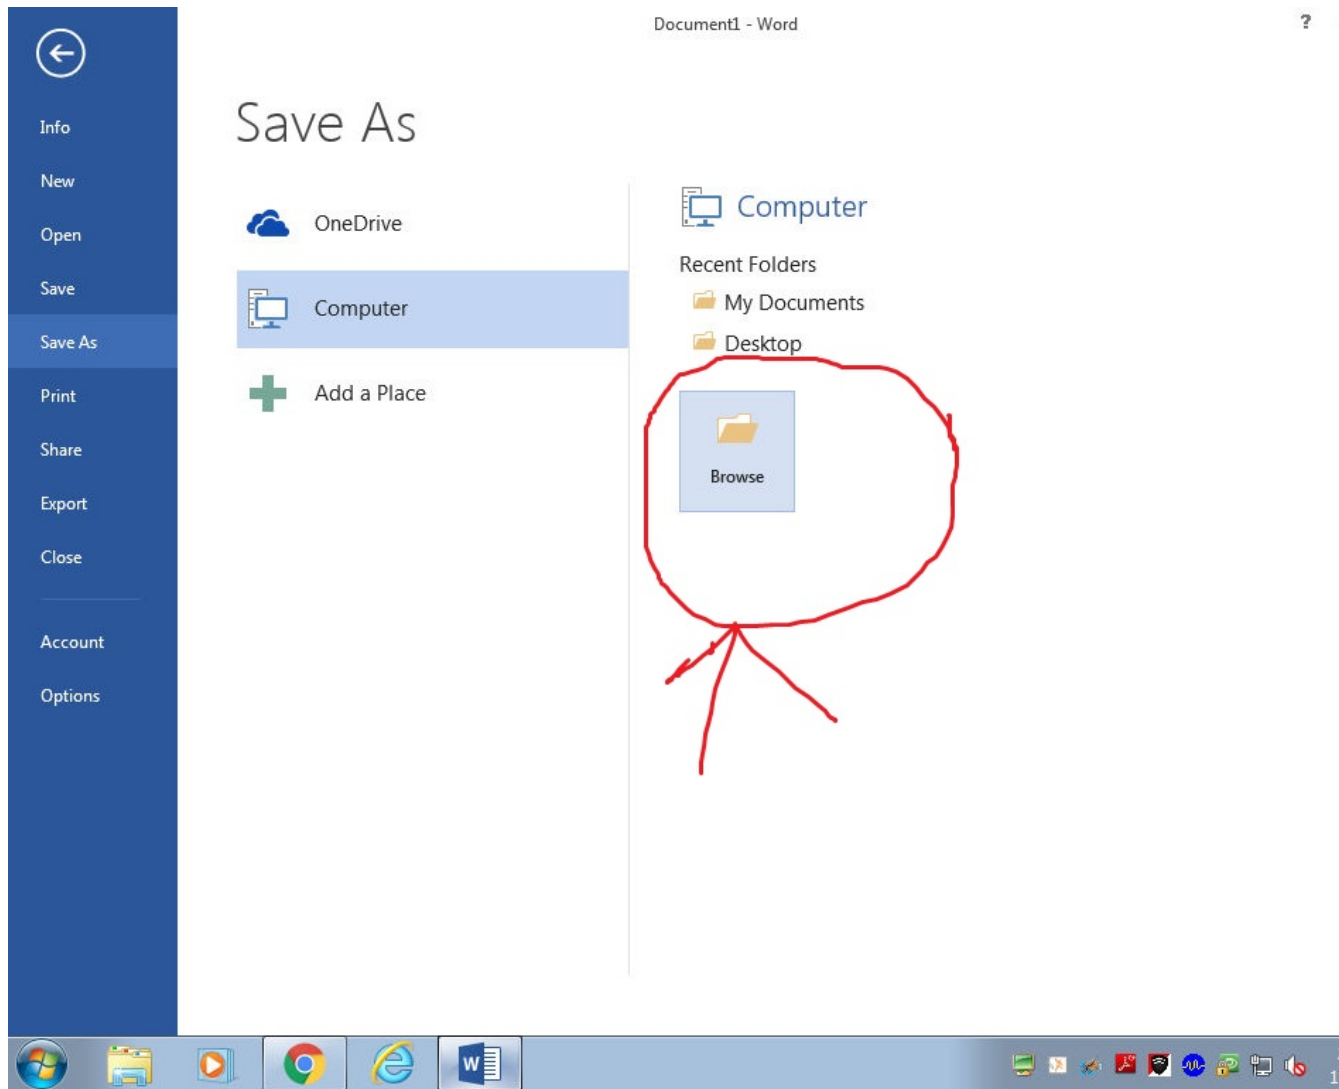 Document1 - Word
?
Info
New
Open
Save
Save As
Print
Share
Export
Close
Account
Options
Save As
OneDrive
Computer
Add a Place
Computer
Recent Folders
My Documents
Desktop
Browse
W
1